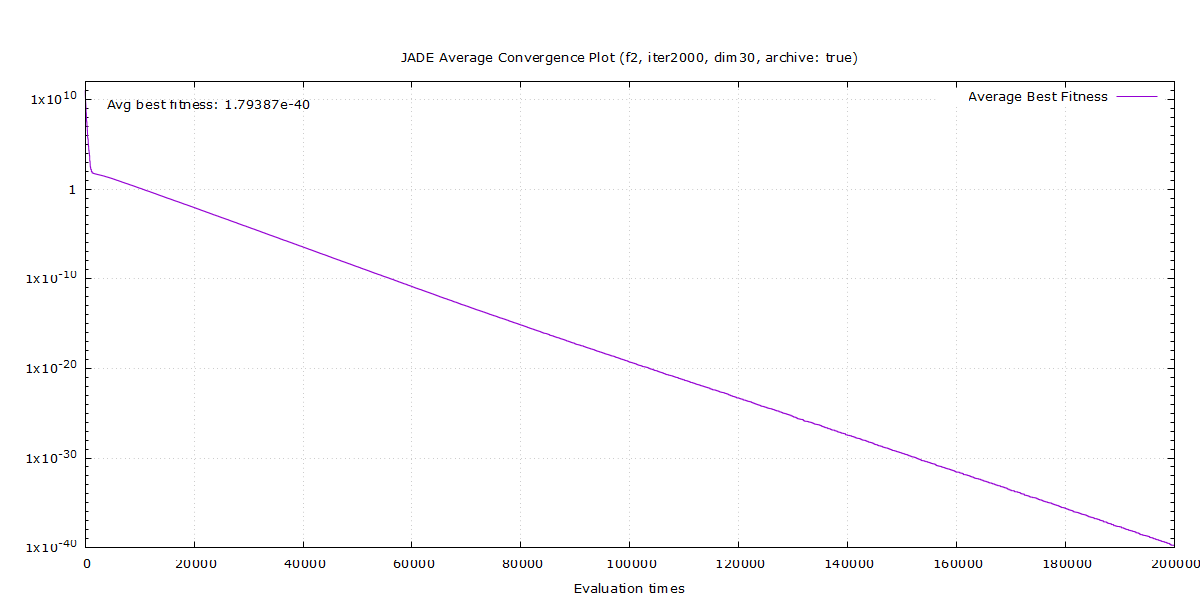 JADE Average Convergence Plot (f2, iter2000, dim30, archive: true)
Avg best fitness: 1.79387e-40
Average Best Fitness
1x10^10
1
1x10^-10
1x10^-20
1x10^-30
1x10^-40
0 20000 40000 60000 80000 100000 120000 140000 160000 180000 200000
Evaluation times